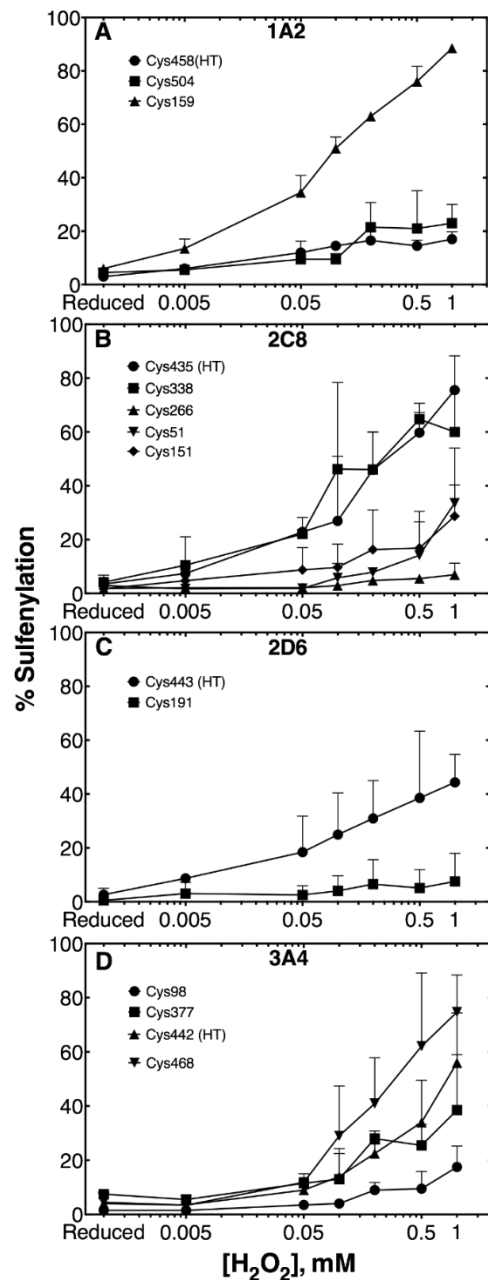 A
1A2
Cys458(HT)
Cys504
Cys159
100
80
60
40
20
0
Reduced 0.005 0.05 0.5 1
B
2C8
Cys435 (HT)
Cys338
Cys266
Cys51
Cys151
100
80
60
40
20
0
Reduced 0.005 0.05 0.5 1
% Sulfenylation
C
2D6
Cys443 (HT)
Cys191
100
80
60
40
20
0
Reduced 0.005 0.05 0.5 1
D
3A4
Cys98
Cys377
Cys442 (HT)
Cys468
100
80
60
40
20
0
Reduced 0.005 0.05 0.5 1
[H₂O₂], mM